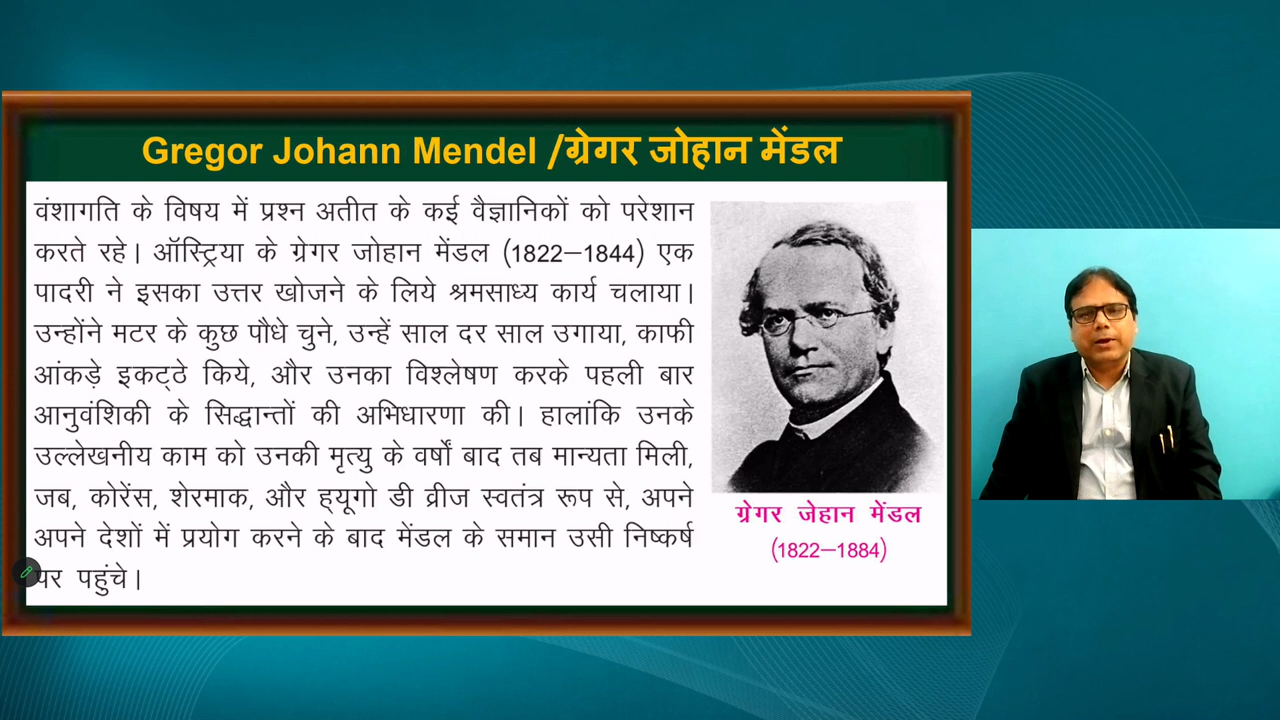 Gregor Johann Mendel /ग्रेगर जोहान मेंडल
वंशागति के विषय में प्रश्न अतीत के कई वैज्ञानिकों को परेशान
करते रहे। ऑस्ट्रिया के ग्रेगर जोहान मेंडल (1822–1844) एक
पादरी ने इसका उत्तर खोजने के लिये श्रमसाध्य कार्य चलाया।
उन्होंने मटर के कुछ पौधे चुने, उन्हें साल दर साल उगाया, काफी
आंकड़े इकट्ठे किये, और उनका विश्लेषण करके पहली बार
आनुवंशिकी के सिद्धान्तों की अभिधारणा की। हालांकि उनके
उल्लेखनीय काम को उनकी मृत्यु के वर्षों बाद तब मान्यता मिली,
जब, कोरेंस, शेरमाक, और ह्यूगो डी व्रीज स्वतंत्र रूप से, अपने
अपने देशों में प्रयोग करने के बाद मेंडल के समान उसी निष्कर्ष
पर पहुंचे।
ग्रेगर जेहान मेंडल
(1822–1884)